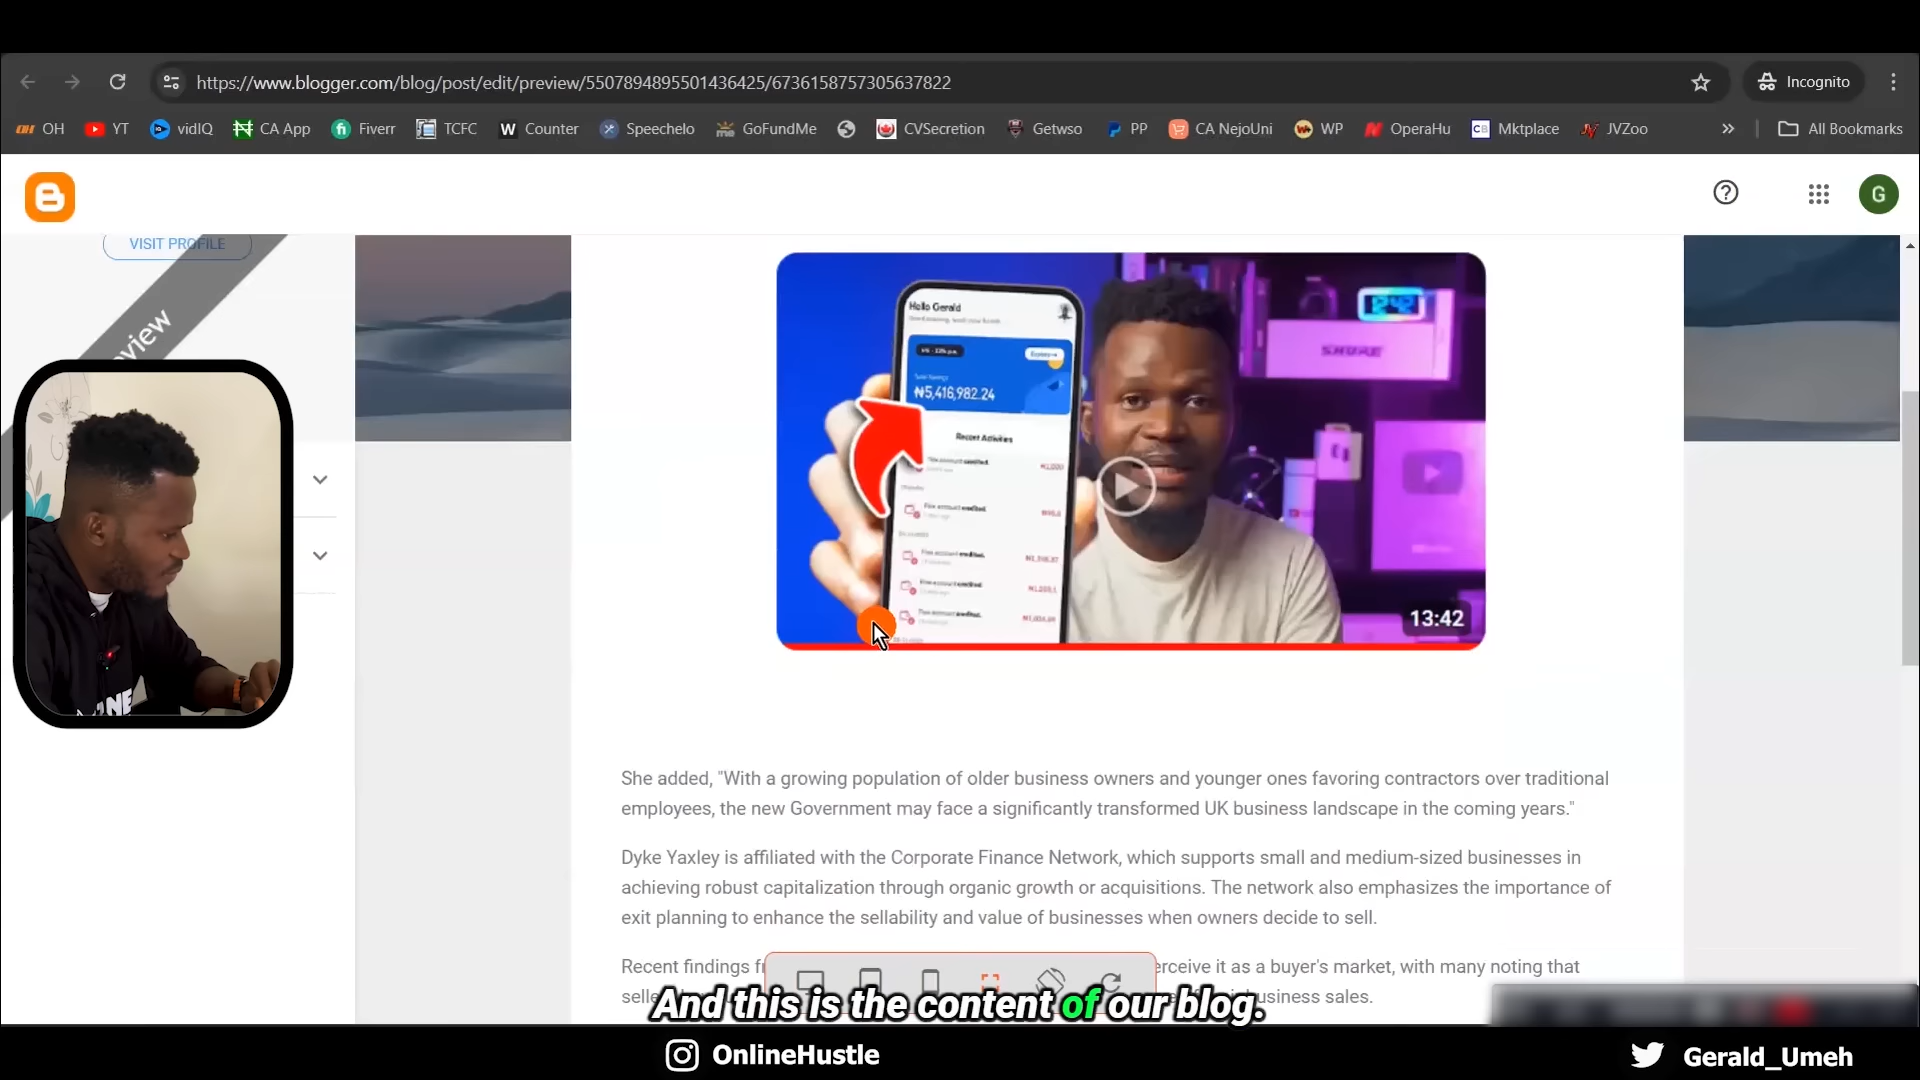 https://www.blogger.com/blog/post/edit/preview/5507894895501436425/6736158757305637822
Incognito
OH
YT
vidIQ
CA App
Fiverr
TCFC
W Counter
Speechelo
GoFundMe
CVSecretion
Getwso
PP
CA NejoUni
WP
OperaHu
CB Mktplace
JVZoo
All Bookmarks
G
VISIT PROFILE
Hello Gerald
₦5,416,982.24
Recent Activities
SHURE
13:42
She added, "With a growing population of older business owners and younger ones favoring contractors over traditional
employees, the new Government may face a significantly transformed UK business landscape in the coming years."
Dyke Yaxley is affiliated with the Corporate Finance Network, which supports small and medium-sized businesses in
achieving robust capitalization through organic growth or acquisitions. The network also emphasizes the importance of
exit planning to enhance the sellability and value of businesses when owners decide to sell.
Recent findings erceive it as a buyer's market, with many noting that
business sales.
And this is the content of our blog.
OnlineHustle
Gerald_Umeh